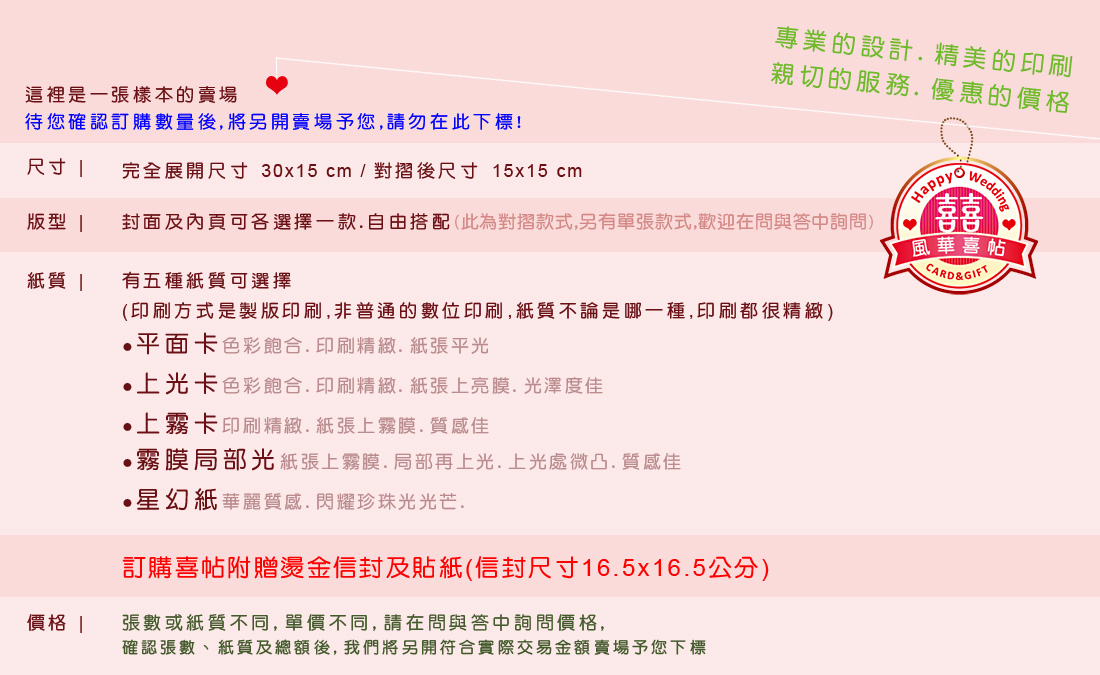 專業的設計.精美的印刷
親切的服務.優惠的價格
這裡是一張樣本的賣場
待您確認訂購數量後,將另開賣場予您,請勿在此下標!
尺寸 | 完全展開尺寸 30x15 cm / 對摺後尺寸 15x15 cm
版型 | 封面及內頁可各選擇一款.自由搭配(此為對摺款式,另有單張款式,歡迎在問與答中詢問)
Happy Wedding
囍
風華喜帖
CARD&GIFT
紙質 | 有五種紙質可選擇
(印刷方式是製版印刷,非普通的數位印刷,紙質不論是哪一種,印刷都很精緻)
●平面卡 色彩飽合.印刷精緻.紙張平光
●上光卡 色彩飽合.印刷精緻.紙張上亮膜.光澤度佳
●上霧卡 印刷精緻.紙張上霧膜.質感佳
●霧膜局部光 紙張上霧膜.局部再上光.上光處微凸.質感佳
●星幻紙 華麗質感.閃耀珍珠光光芒.
訂購喜帖附贈燙金信封及貼紙(信封尺寸16.5x16.5公分)
價格 | 張數或紙質不同,單價不同,請在問與答中詢問價格,
確認張數、紙質及總額後,我們將另開符合實際交易金額賣場予您下標